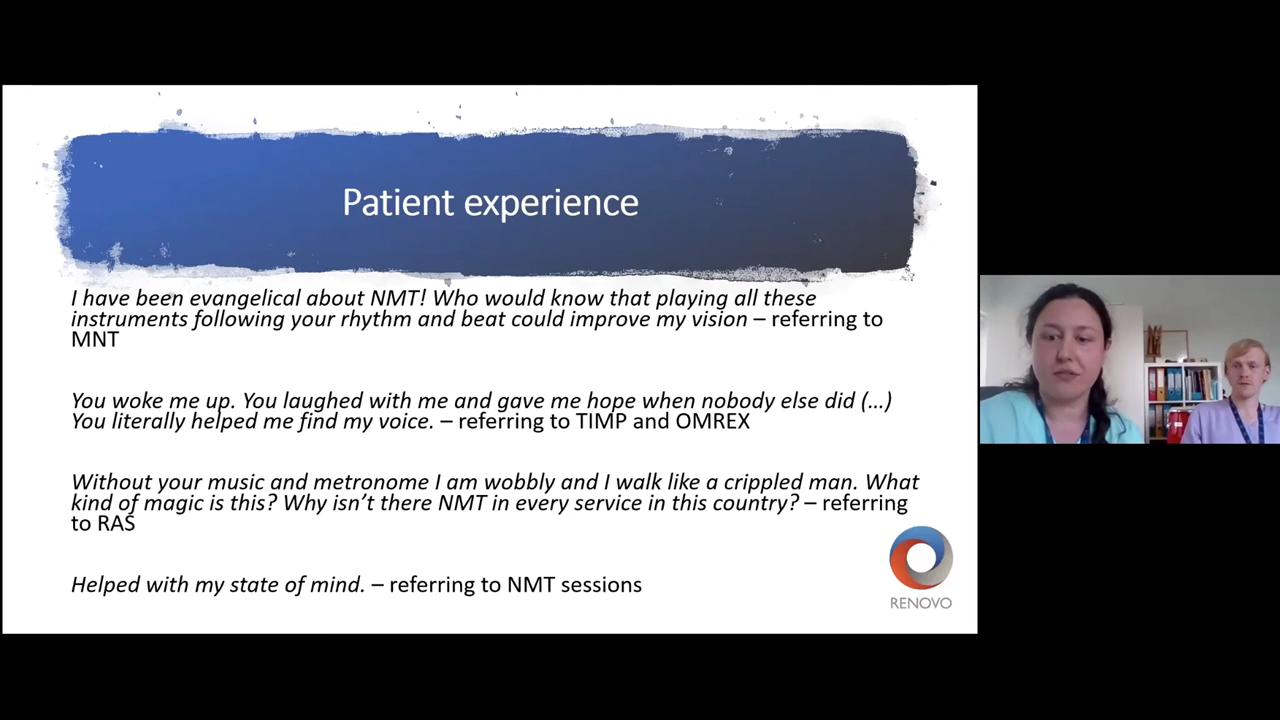 Patient experience
I have been evangelical about NMT! Who would know that playing all these
instruments following your rhythm and beat could improve my vision – referring to
MNT
You woke me up. You laughed with me and gave me hope when nobody else did (...)
You literally helped me find my voice. – referring to TIMP and OMREX
Without your music and metronome I am wobbly and I walk like a crippled man. What
kind of magic is this? Why isn’t there NMT in every service in this country? – referring
to RAS
Helped with my state of mind. – referring to NMT sessions
RENOVO